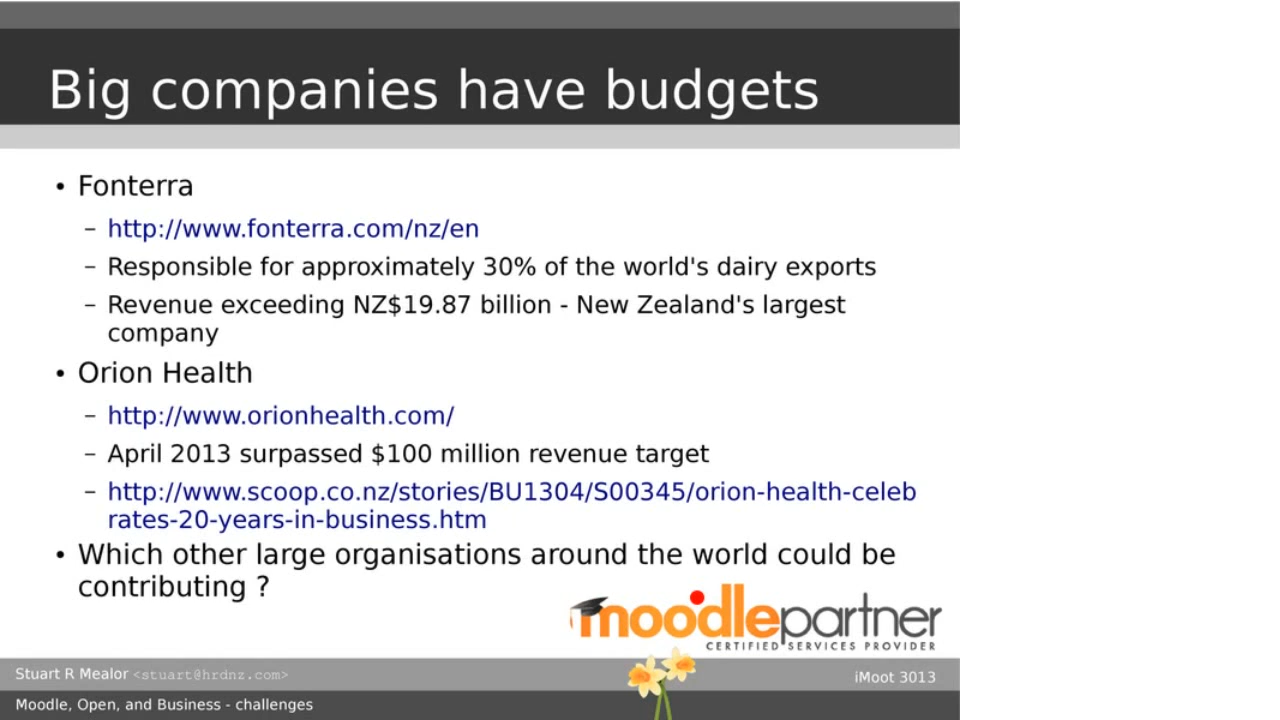 Big companies have budgets
• Fonterra
– http://www.fonterra.com/nz/en
– Responsible for approximately 30% of the world's dairy exports
– Revenue exceeding NZ$19.87 billion - New Zealand's largest
company
• Orion Health
– http://www.orionhealth.com/
– April 2013 surpassed $100 million revenue target
– http://www.scoop.co.nz/stories/BU1304/S00345/orion-health-celeb
rates-20-years-in-business.htm
• Which other large organisations around the world could be
contributing ?
moodlepartner
CERTIFIED SERVICES PROVIDER
Stuart R Mealor <stuart@hrdnz.com>
iMoot 3013
Moodle, Open, and Business - challenges